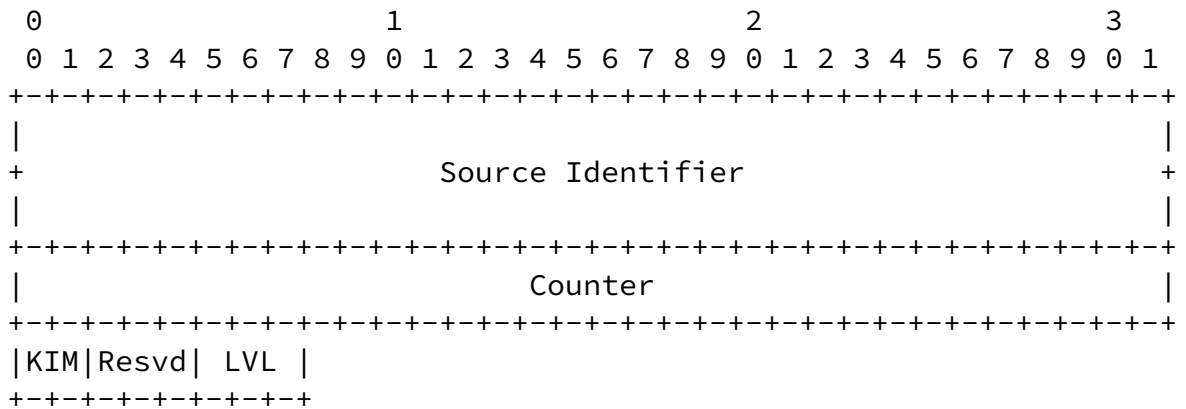 0                   1                   2                   3
 0 1 2 3 4 5 6 7 8 9 0 1 2 3 4 5 6 7 8 9 0 1 2 3 4 5 6 7 8 9 0 1
+-+-+-+-+-+-+-+-+-+-+-+-+-+-+-+-+-+-+-+-+-+-+-+-+-+-+-+-+-+-+-+-+
|                                                               |
+                       Source Identifier                       +
|                                                               |
+-+-+-+-+-+-+-+-+-+-+-+-+-+-+-+-+-+-+-+-+-+-+-+-+-+-+-+-+-+-+-+-+
|                            Counter                            |
+-+-+-+-+-+-+-+-+-+-+-+-+-+-+-+-+-+-+-+-+-+-+-+-+-+-+-+-+-+-+-+-+
|KIM|Resvd| LVL |
+-+-+-+-+-+-+-+-+